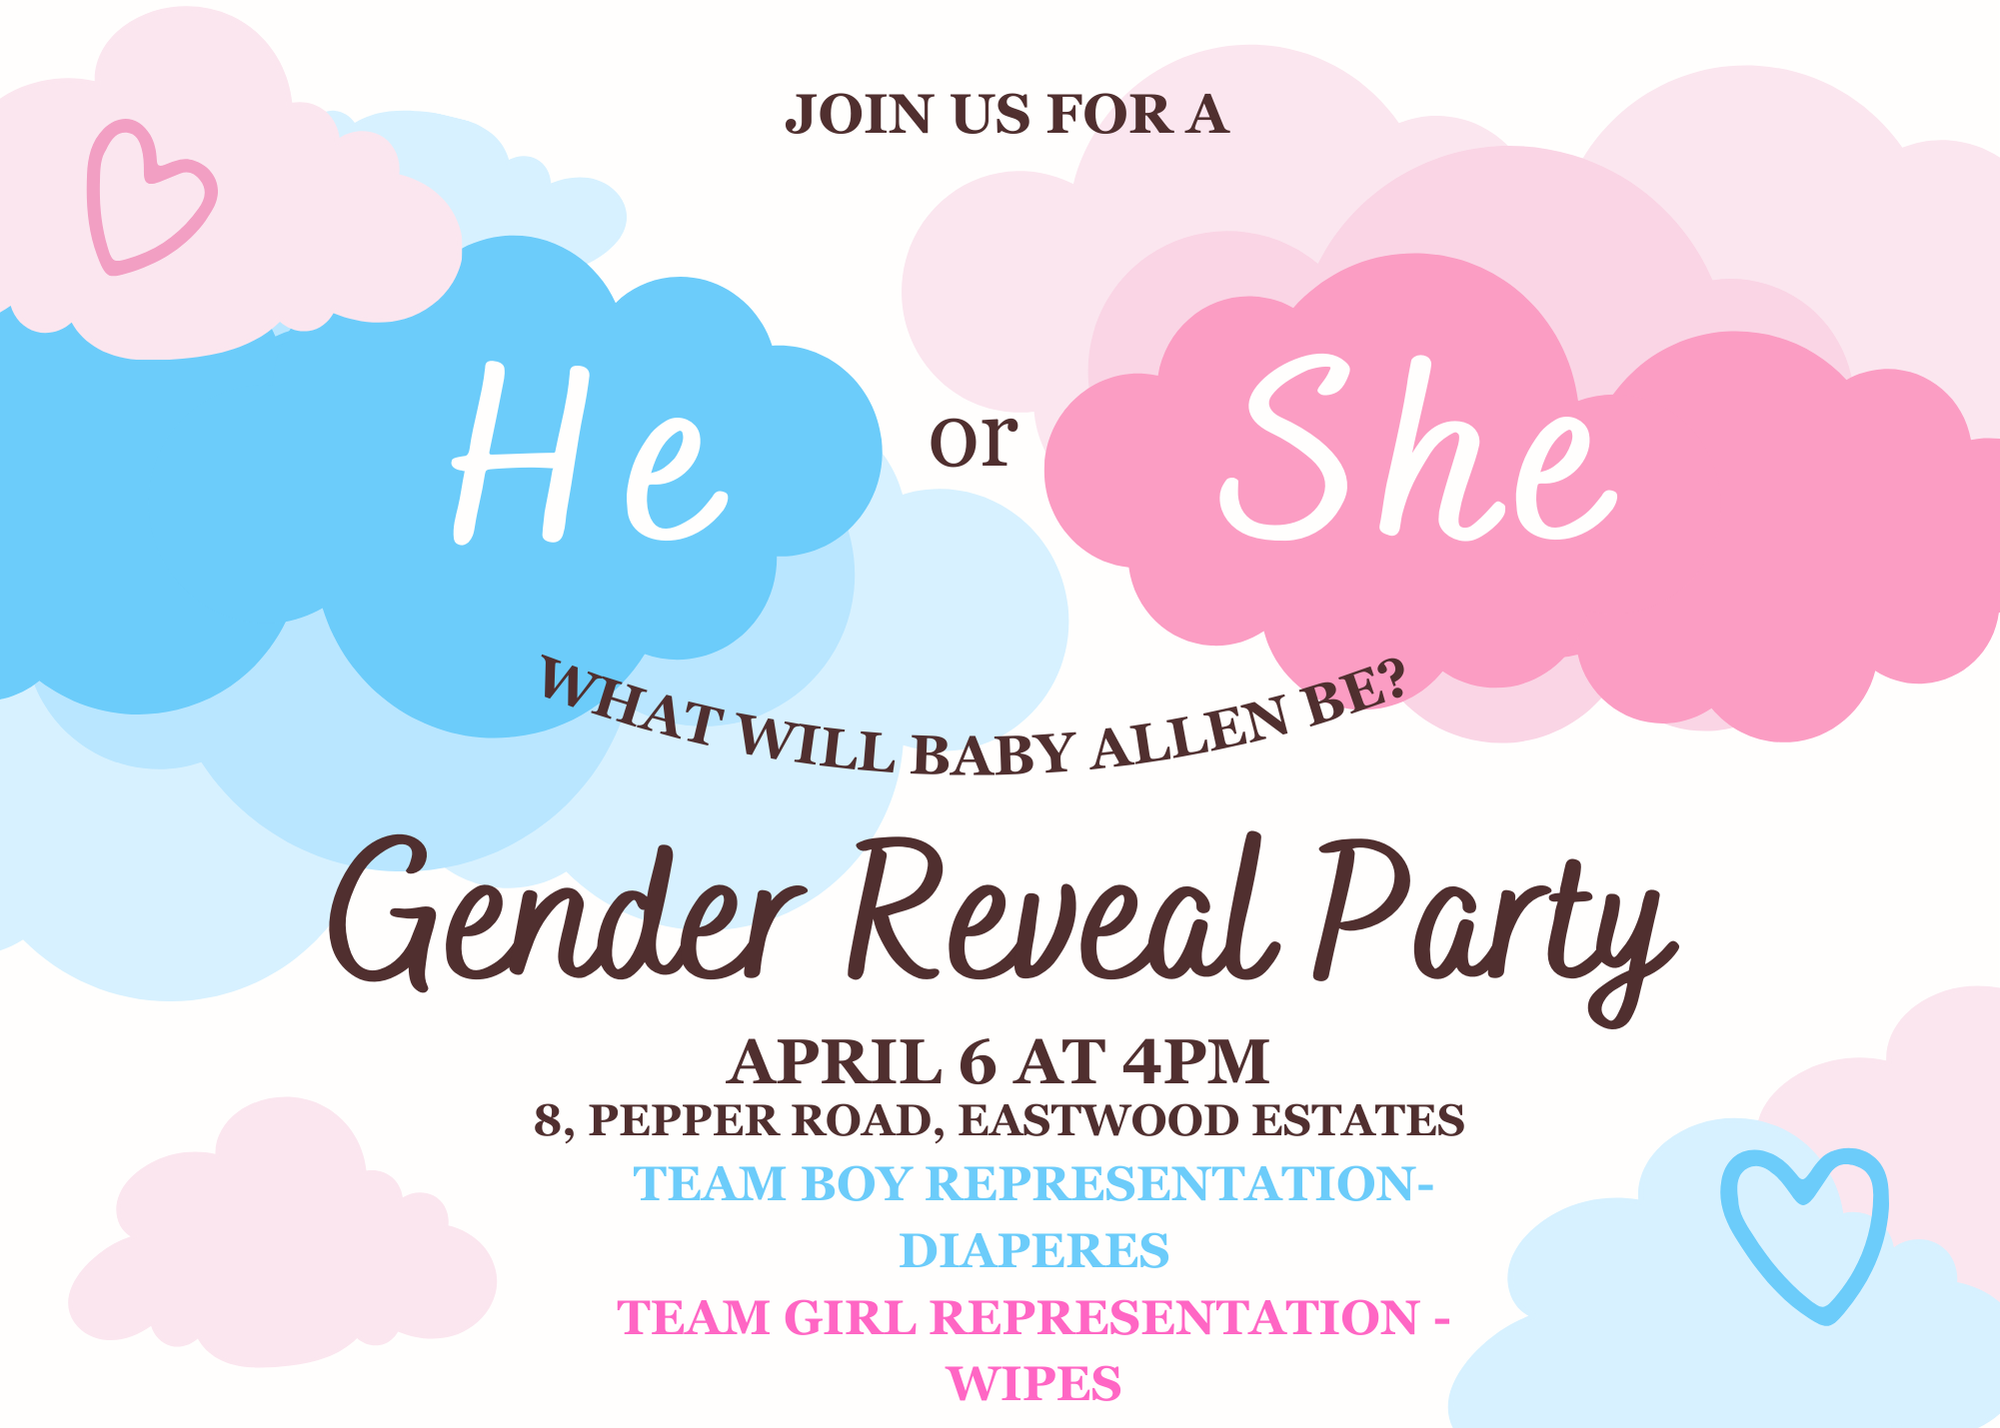 JOIN US FOR A
He or She
WHAT WILL BABY ALLEN BE?
Gender Reveal Party
APRIL 6 AT 4PM
8, PEPPER ROAD, EASTWOOD ESTATES
TEAM BOY REPRESENTATION-
DIAPERES
TEAM GIRL REPRESENTATION -
WIPES